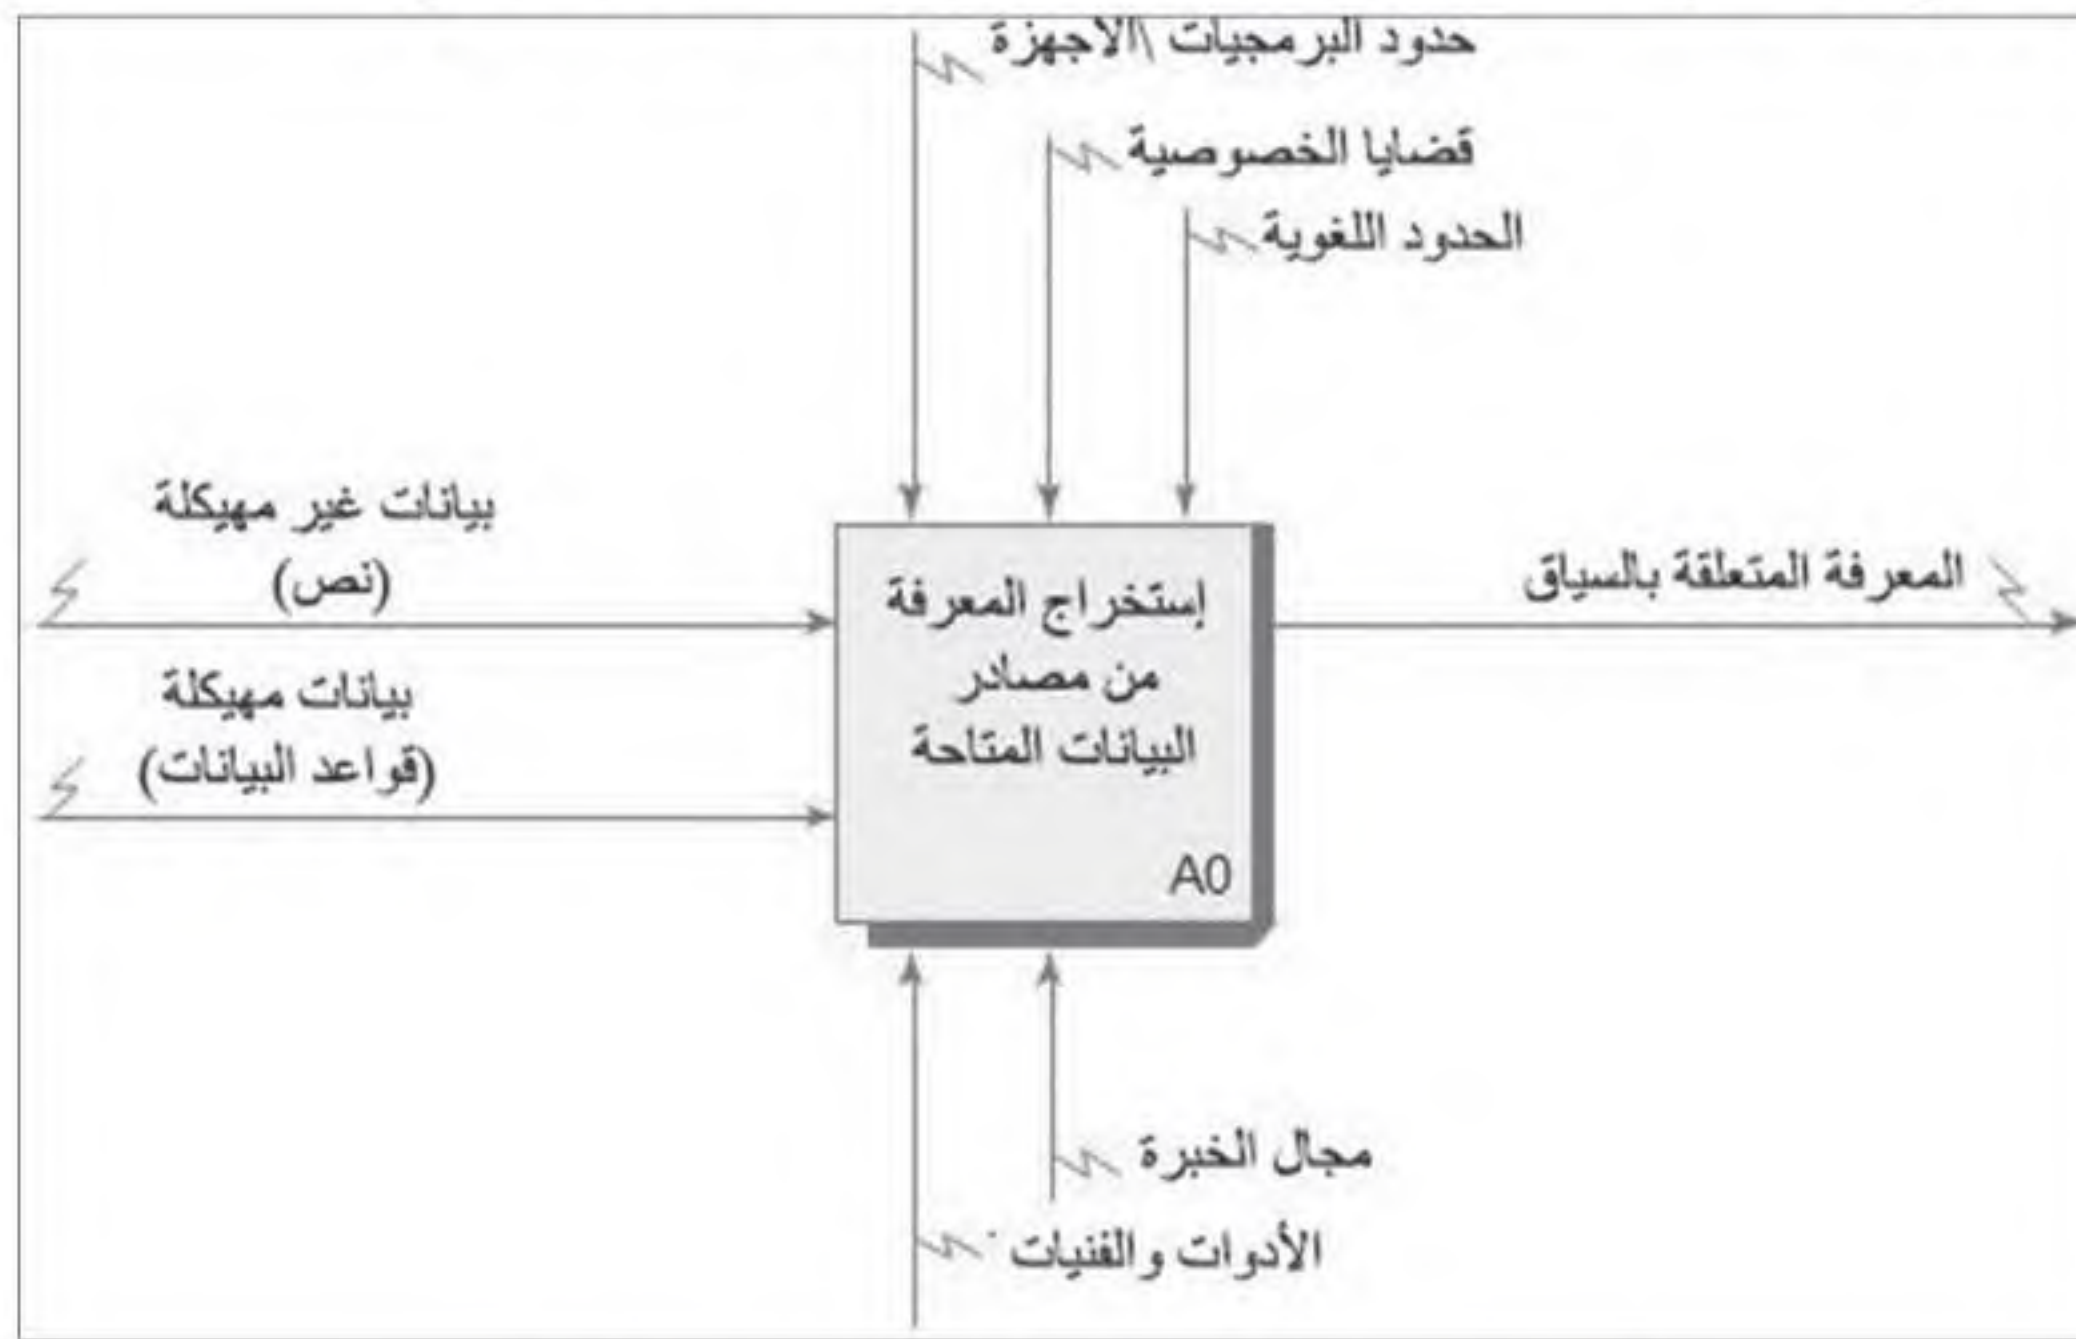 حدود البرمجيات \الاجهزة
قضايا الخصوصية
الحدود اللغوية
بيانات غير مهيكلة
(نص)
بيانات مهيكلة
(قواعد البيانات)
إستخراج المعرفة
من مصادر
البيانات المتاحة
A0
المعرفة المتعلقة بالسياق
مجال الخبرة
الأدوات والفنيات